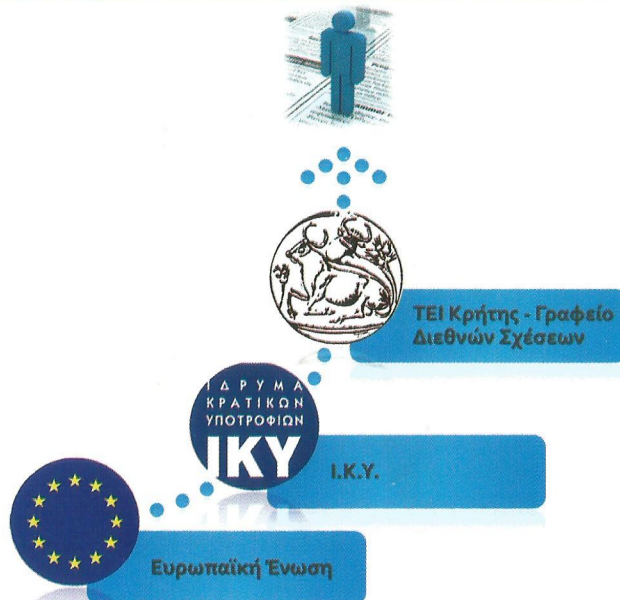 ΤΕΙ Κρήτης - Γραφείο
Διεθνών Σχέσεων
ΙΔΡΥΜΑ
ΚΡΑΤΙΚΩΝ
ΥΠΟΤΡΟΦΙΩΝ
ΙΚΥ
Ι.Κ.Υ.
Ευρωπαϊκή Ένωση